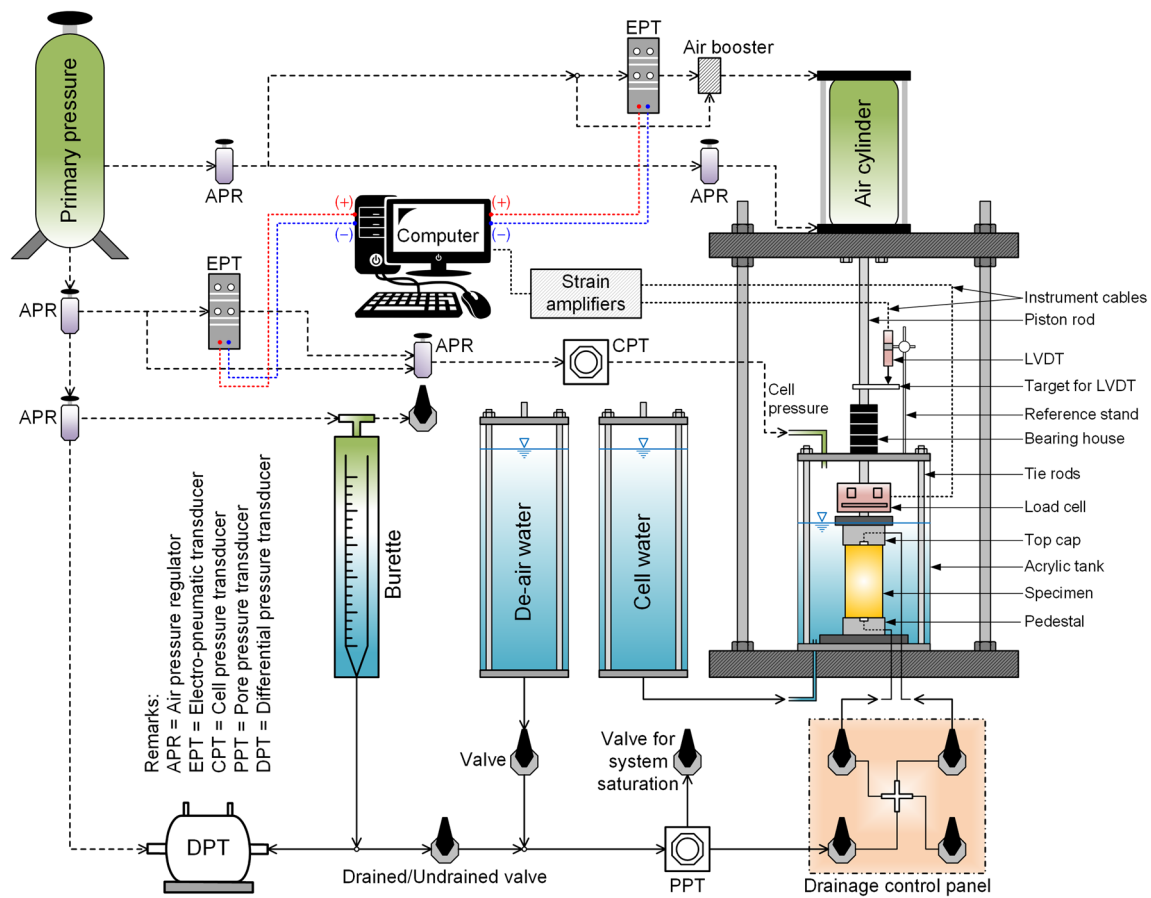 EPT
Air booster
Primary pressure
Air cylinder
APR
APR
(+)
(+)
(−)
(−)
Computer
EPT
Strain
amplifiers
Instrument cables
APR
Piston rod
APR
CPT
LVDT
Target for LVDT
Cell
pressure
APR
Reference stand
Bearing house
Tie rods
Load cell
Top cap
Acrylic tank
Specimen
Pedestal
Burette
De-air water
Cell water
Remarks:
APR = Air pressure regulator
EPT = Electro-pneumatic transducer
CPT = Cell pressure transducer
PPT = Pore pressure transducer
DPT = Differential pressure transducer
Valve
Valve for
system
saturation
DPT
Drained/Undrained valve
PPT
Drainage control panel